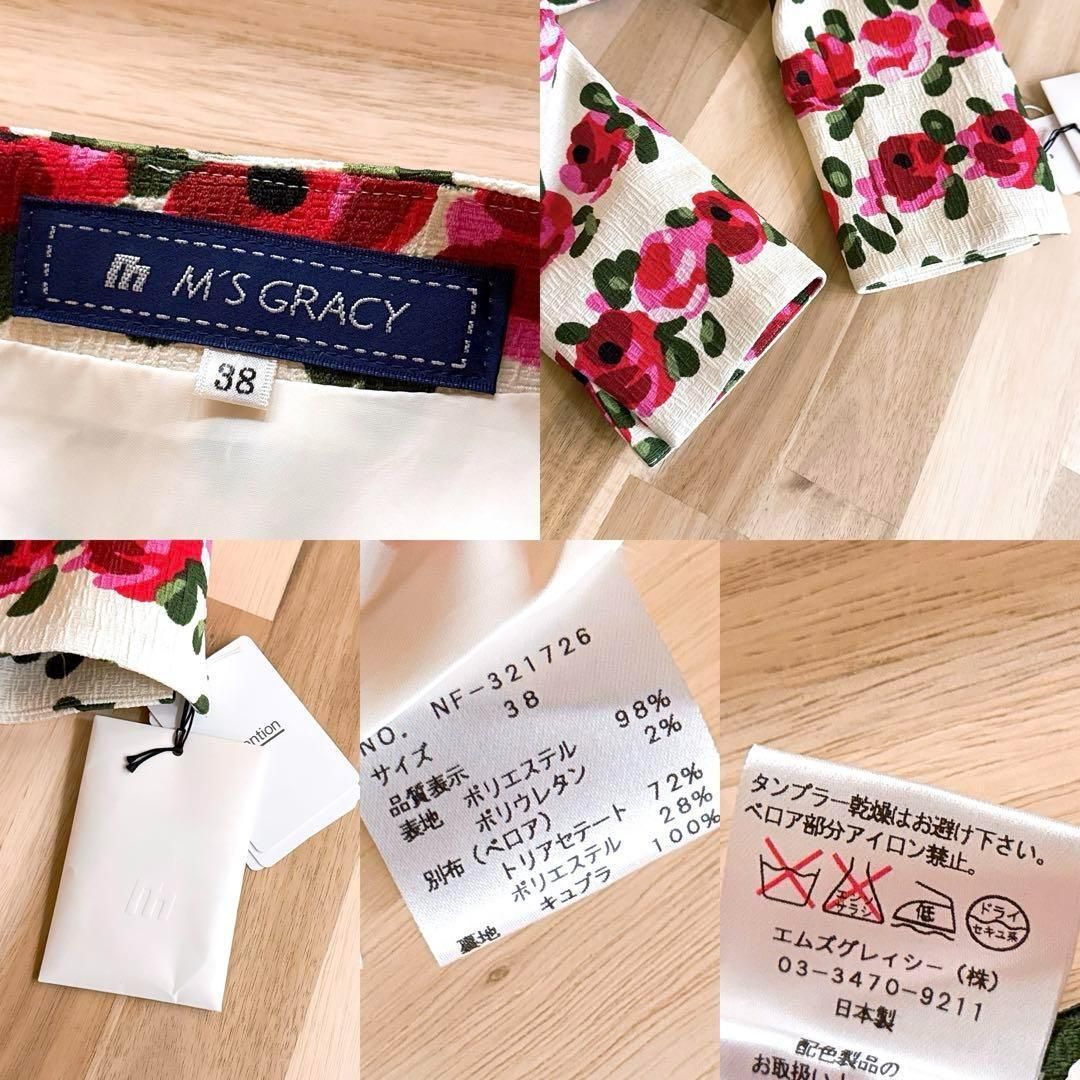 M'S GRACY
38
ention
NO. NF-321726
サイズ 38
品質表示
表地 ポリエステル 98%
ポリウレタン 2%
別布 (ベロア)
トリアセテート 72%
ポリエステル 28%
裏地 キュプラ 100%
タンブラー乾燥はお避け下さい。
ベロア部分アイロン禁止。
エンソ
サラシ
低
ドライ
セキユ系
エムズグレイシー(株)
03-3470-9211
日本製
配色製品の
お取扱い